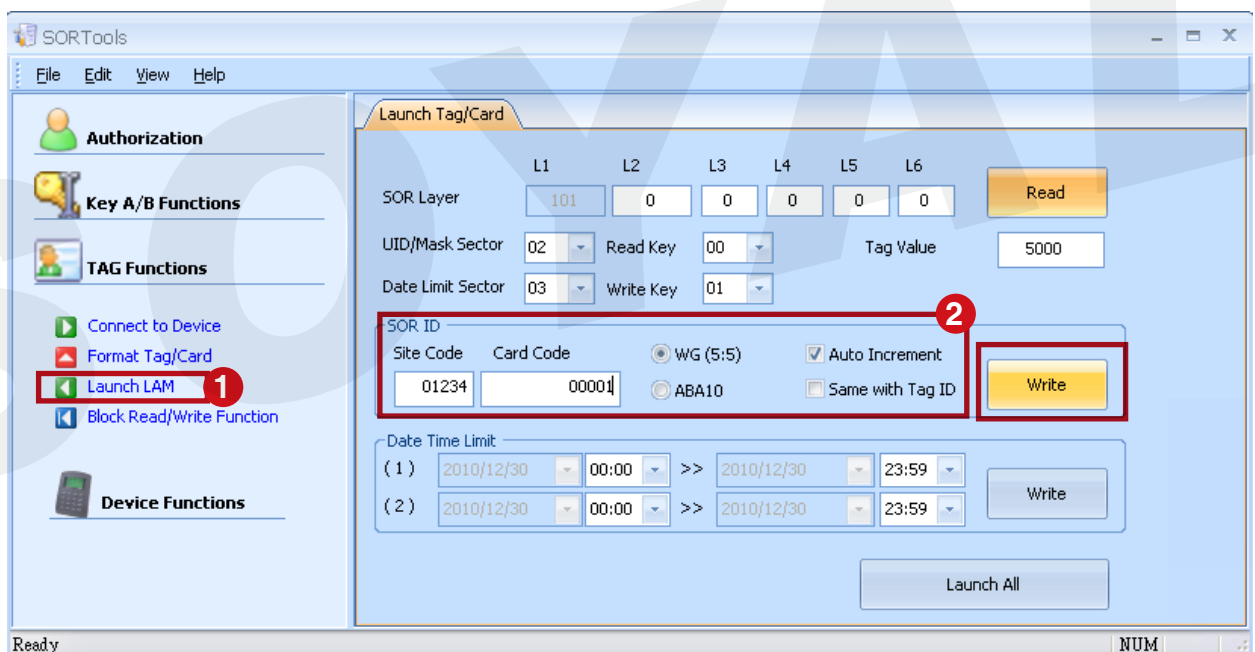 SORTools
File Edit View Help
Authorization
Key A/B Functions
TAG Functions
Connect to Device
Format Tag/Card
Launch LAM 1
Block Read/Write Function
Device Functions
Launch Tag/Card
L1 L2 L3 L4 L5 L6
SOR Layer 101 0 0 0 0 0 Read
UID/Mask Sector 02 Read Key 00 Tag Value 5000
Date Limit Sector 03 Write Key 01
SOR ID 2
Site Code Card Code WG (5:5) Auto Increment
01234 00001 ABA10 Same with Tag ID Write
Date Time Limit
(1) 2010/12/30 00:00 >> 2010/12/30 23:59
(2) 2010/12/30 00:00 >> 2010/12/30 23:59 Write
Launch All
Ready NUM
SOYAL